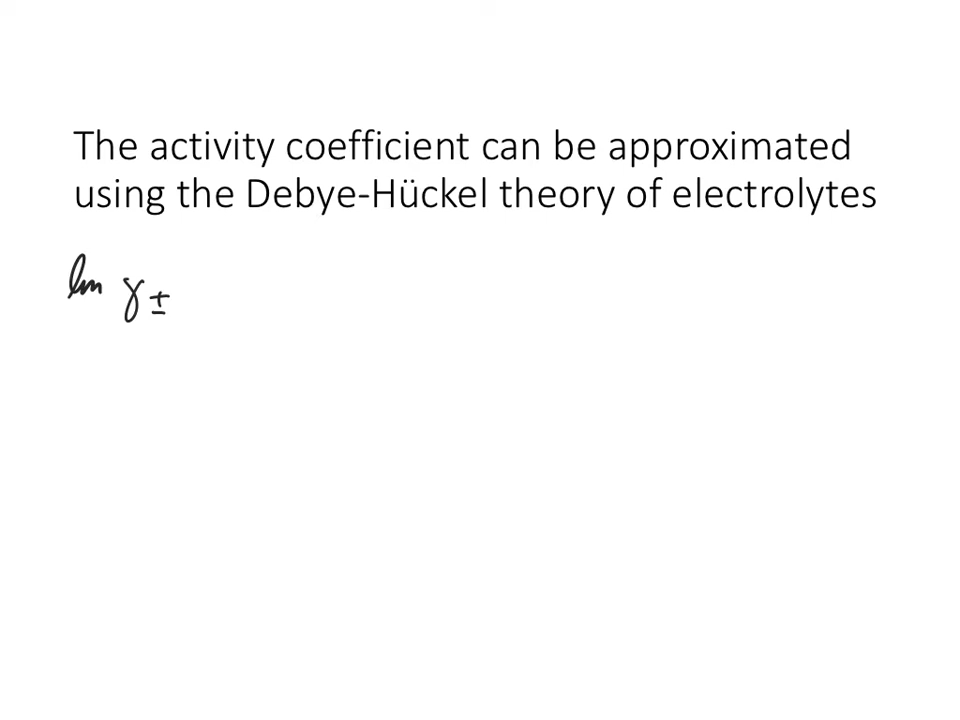 The activity coefficient can be approximated
using the Debye-Hückel theory of electrolytes
ln γ±